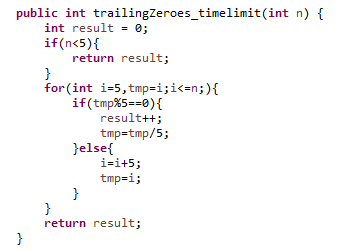 public int trailingZeroes_timelimit(int n) {
    int result = 0;
    if(n<5){
        return result;
    }
    for(int i=5,tmp=i;i<=n;){
        if(tmp%5==0){
            result++;
            tmp=tmp/5;
        }else{
            i=i+5;
            tmp=i;
        }
    }
    return result;
}